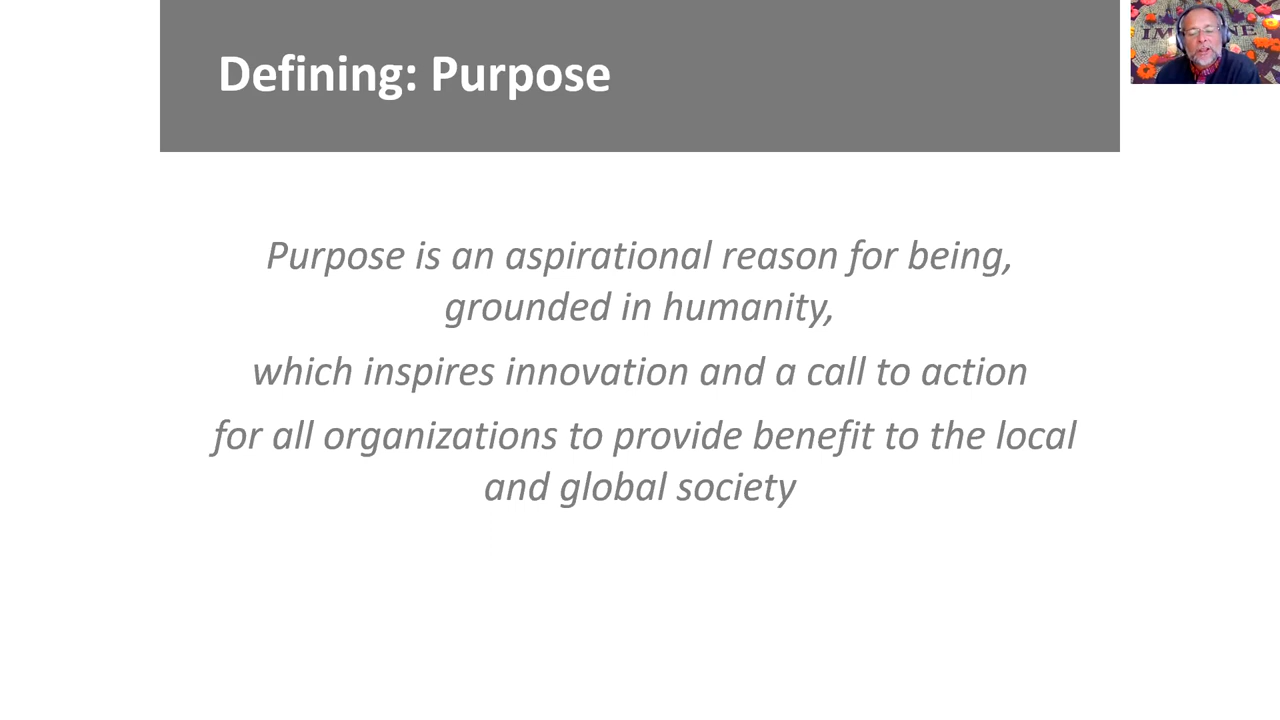 Defining: Purpose
Purpose is an aspirational reason for being,
grounded in humanity,
which inspires innovation and a call to action
for all organizations to provide benefit to the local
and global society